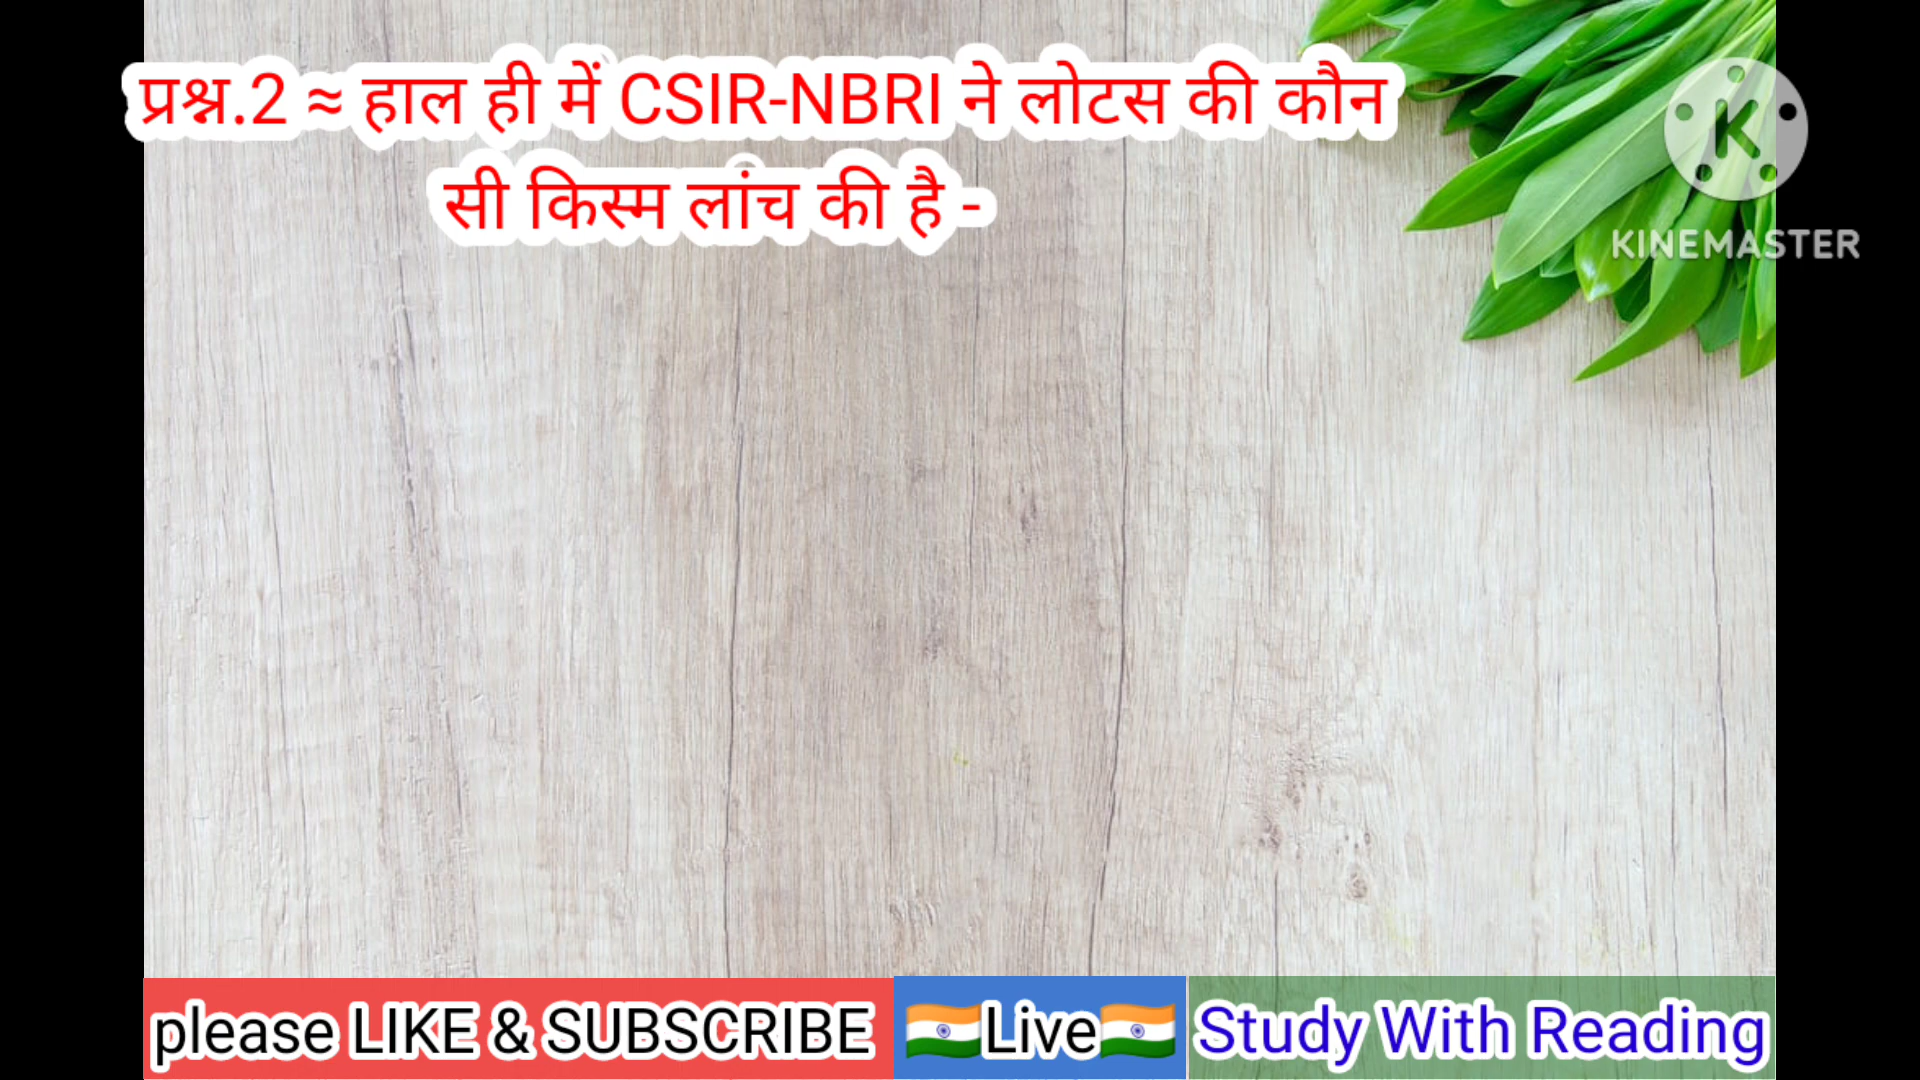 प्रश्न.2 ≈ हाल ही में CSIR-NBRI ने लोटस की कौन
सी किस्म लांच की है -
K
KINEMASTER
please LIKE & SUBSCRIBE 🇮🇳Live🇮🇳 Study With Reading